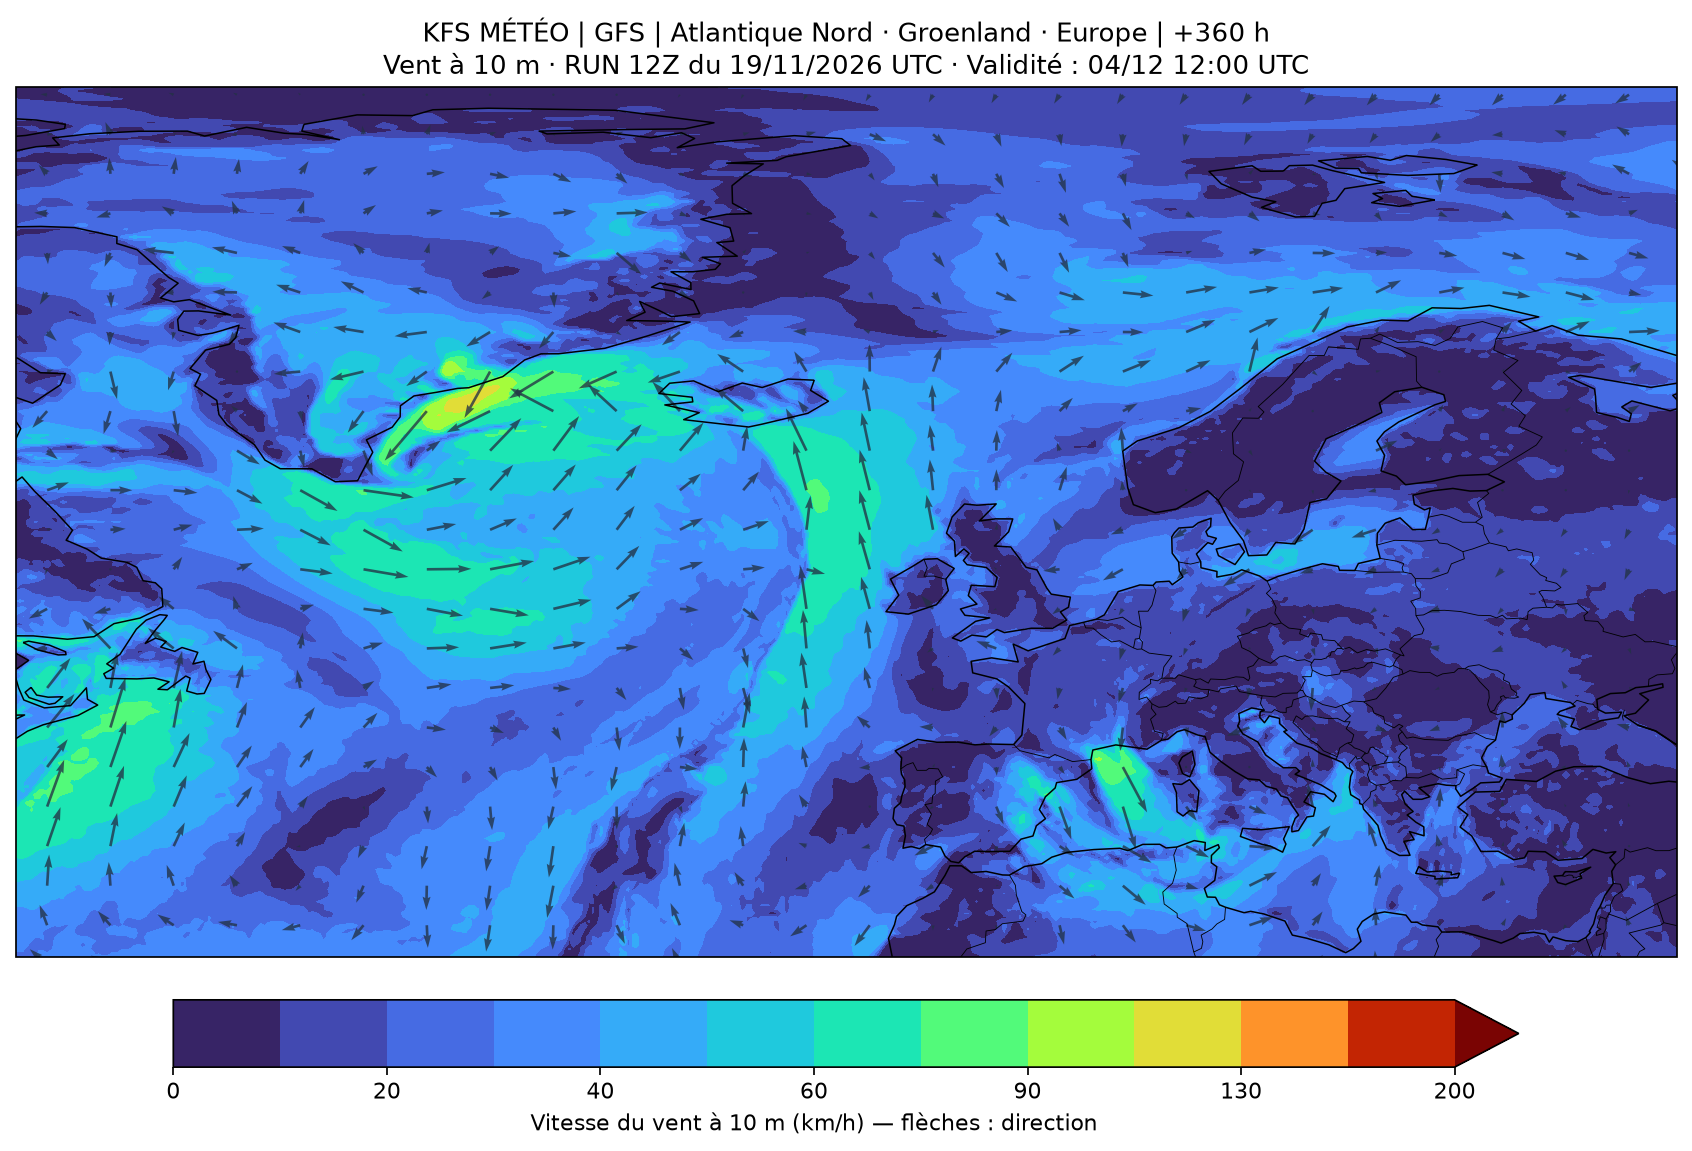 KFS MÉTÉO | GFS | Atlantique Nord · Groenland · Europe | +360 h
Vent à 10 m · RUN 12Z du 19/11/2026 UTC · Validité : 04/12 12:00 UTC
0 20 40 60 90 130 200
Vitesse du vent à 10 m (km/h) — flèches : direction